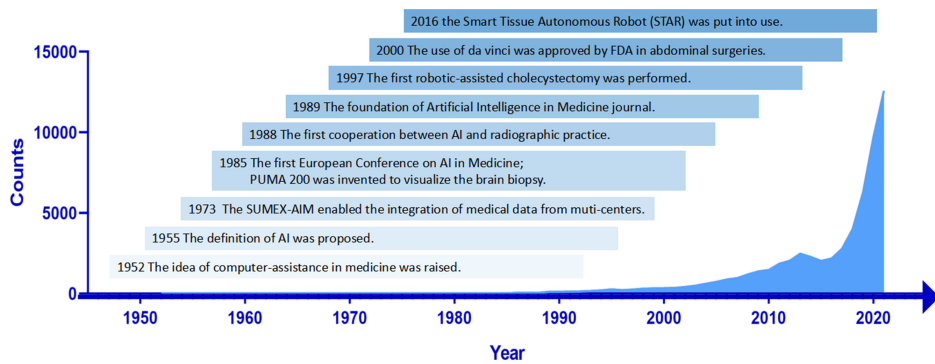 2016 the Smart Tissue Autonomous Robot (STAR) was put into use.
2000 The use of da vinci was approved by FDA in abdominal surgeries.
1997 The first robotic-assisted cholecystectomy was performed.
1989 The foundation of Artificial Intelligence in Medicine journal.
1988 The first cooperation between AI and radiographic practice.
1985 The first European Conference on AI in Medicine;
PUMA 200 was invented to visualize the brain biopsy.
1973 The SUMEX-AIM enabled the integration of medical data from muti-centers.
1955 The definition of AI was proposed.
1952 The idea of computer-assistance in medicine was raised.
Counts
15000
10000
5000
0
1950 1960 1970 1980 1990 2000 2010 2020
Year